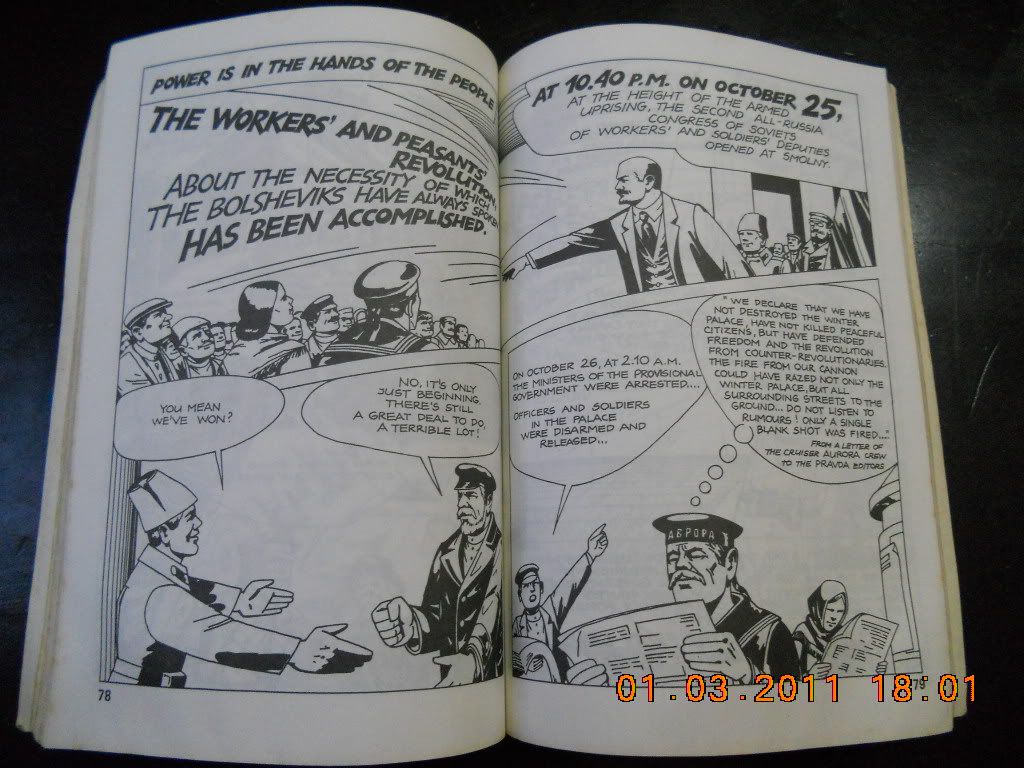 POWER IS IN THE HANDS OF THE PEOPLE
THE WORKERS' AND PEASANTS'
REVOLUTION,
ABOUT THE NECESSITY OF WHICH
THE BOLSHEVIKS HAVE ALWAYS SPOKEN
HAS BEEN ACCOMPLISHED.
YOU MEAN
WE'VE WON?
NO, IT'S ONLY
JUST BEGINNING.
THERE'S STILL
A GREAT DEAL TO DO,
A TERRIBLE LOT!
78
AT 10.40 P.M. ON OCTOBER 25,
AT THE HEIGHT OF THE ARMED
UPRISING, THE SECOND ALL-RUSSIA
CONGRESS OF SOVIETS
OF WORKERS' AND SOLDIERS' DEPUTIES
OPENED AT SMOLNY.
ON OCTOBER 26, AT 2.10 A.M.
THE MINISTERS OF THE PROVISIONAL
GOVERNMENT WERE ARRESTED....
OFFICERS AND SOLDIERS
IN THE PALACE
WERE DISARMED AND
RELEASED...
"WE DECLARE THAT WE HAVE
NOT DESTROYED THE WINTER
PALACE, HAVE NOT KILLED PEACEFUL
CITIZENS, BUT HAVE DEFENDED
FREEDOM AND THE REVOLUTION
FROM COUNTER-REVOLUTIONARIES.
THE FIRE FROM OUR CANNON
COULD HAVE RAZED NOT ONLY THE
WINTER PALACE, BUT ALL
SURROUNDING STREETS TO THE
GROUND... DO NOT LISTEN TO
RUMOURS! ONLY A SINGLE
BLANK SHOT WAS FIRED..."
FROM A LETTER OF
THE CRUISER AURORA CREW
TO THE PRAVDA EDITORS
АВРОРА
79
01.03.2011 18:01